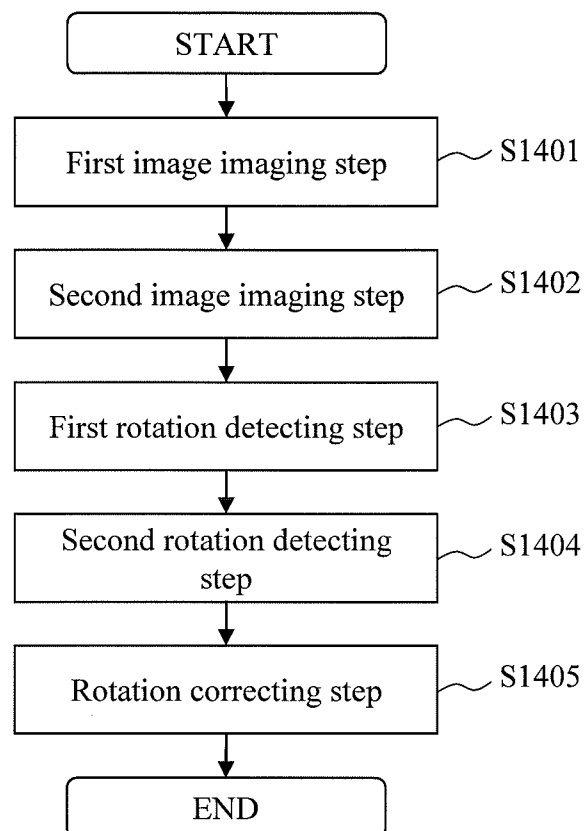 START
First image imaging step
S1401
Second image imaging step
S1402
First rotation detecting step
S1403
Second rotation detecting
step
S1404
Rotation correcting step
S1405
END